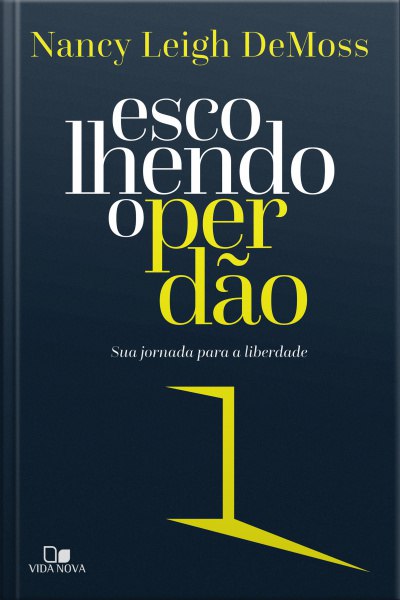 Nancy Leigh DeMoss
esco
lhendo
o per
dão
Sua jornada para a liberdade
VIDA NOVA